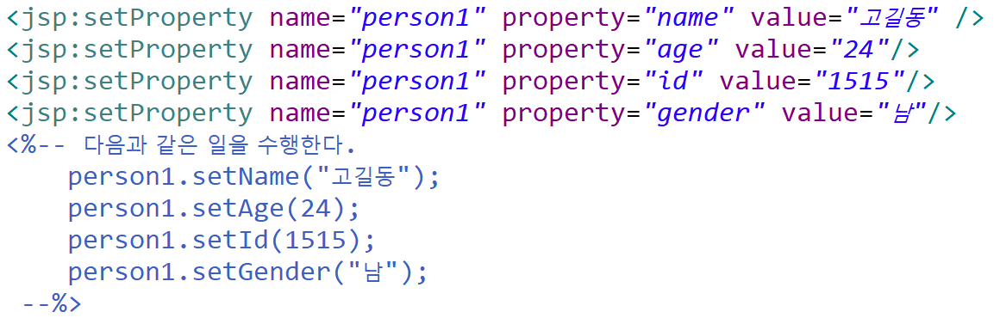 <jsp:setProperty name="person1" property="name" value="고길동" />
<jsp:setProperty name="person1" property="age" value="24"/>
<jsp:setProperty name="person1" property="id" value="1515"/>
<jsp:setProperty name="person1" property="gender" value="남"/>
<%-- 다음과 같은 일을 수행한다.
    person1.setName("고길동");
    person1.setAge(24);
    person1.setId(1515);
    person1.setGender("남");
 --%>